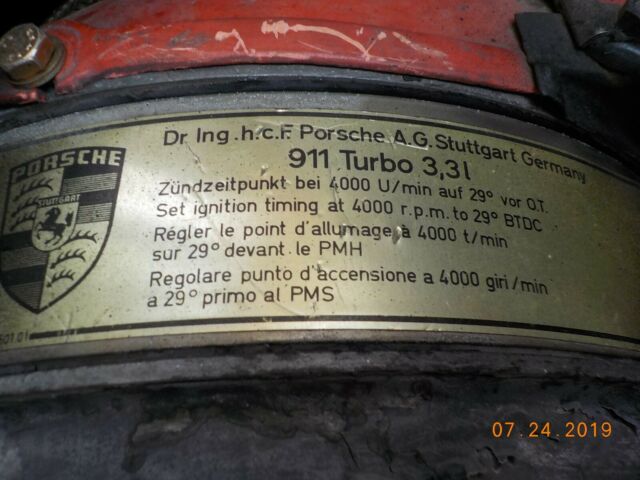 Dr Ing.h.c.F. Porsche A.G. Stuttgart Germany
911 Turbo 3,3 l
Zündzeitpunkt bei 4000 U/min auf 29° vor O.T.
Set ignition timing at 4000 r.p.m. to 29° BTDC
Régler le point d'allumage à 4000 t/min
sur 29° devant le PMH
Regolare punto d'accensione a 4000 giri/min
a 29° primo al PMS
PORSCHE
STUTTGART
07.24.2019